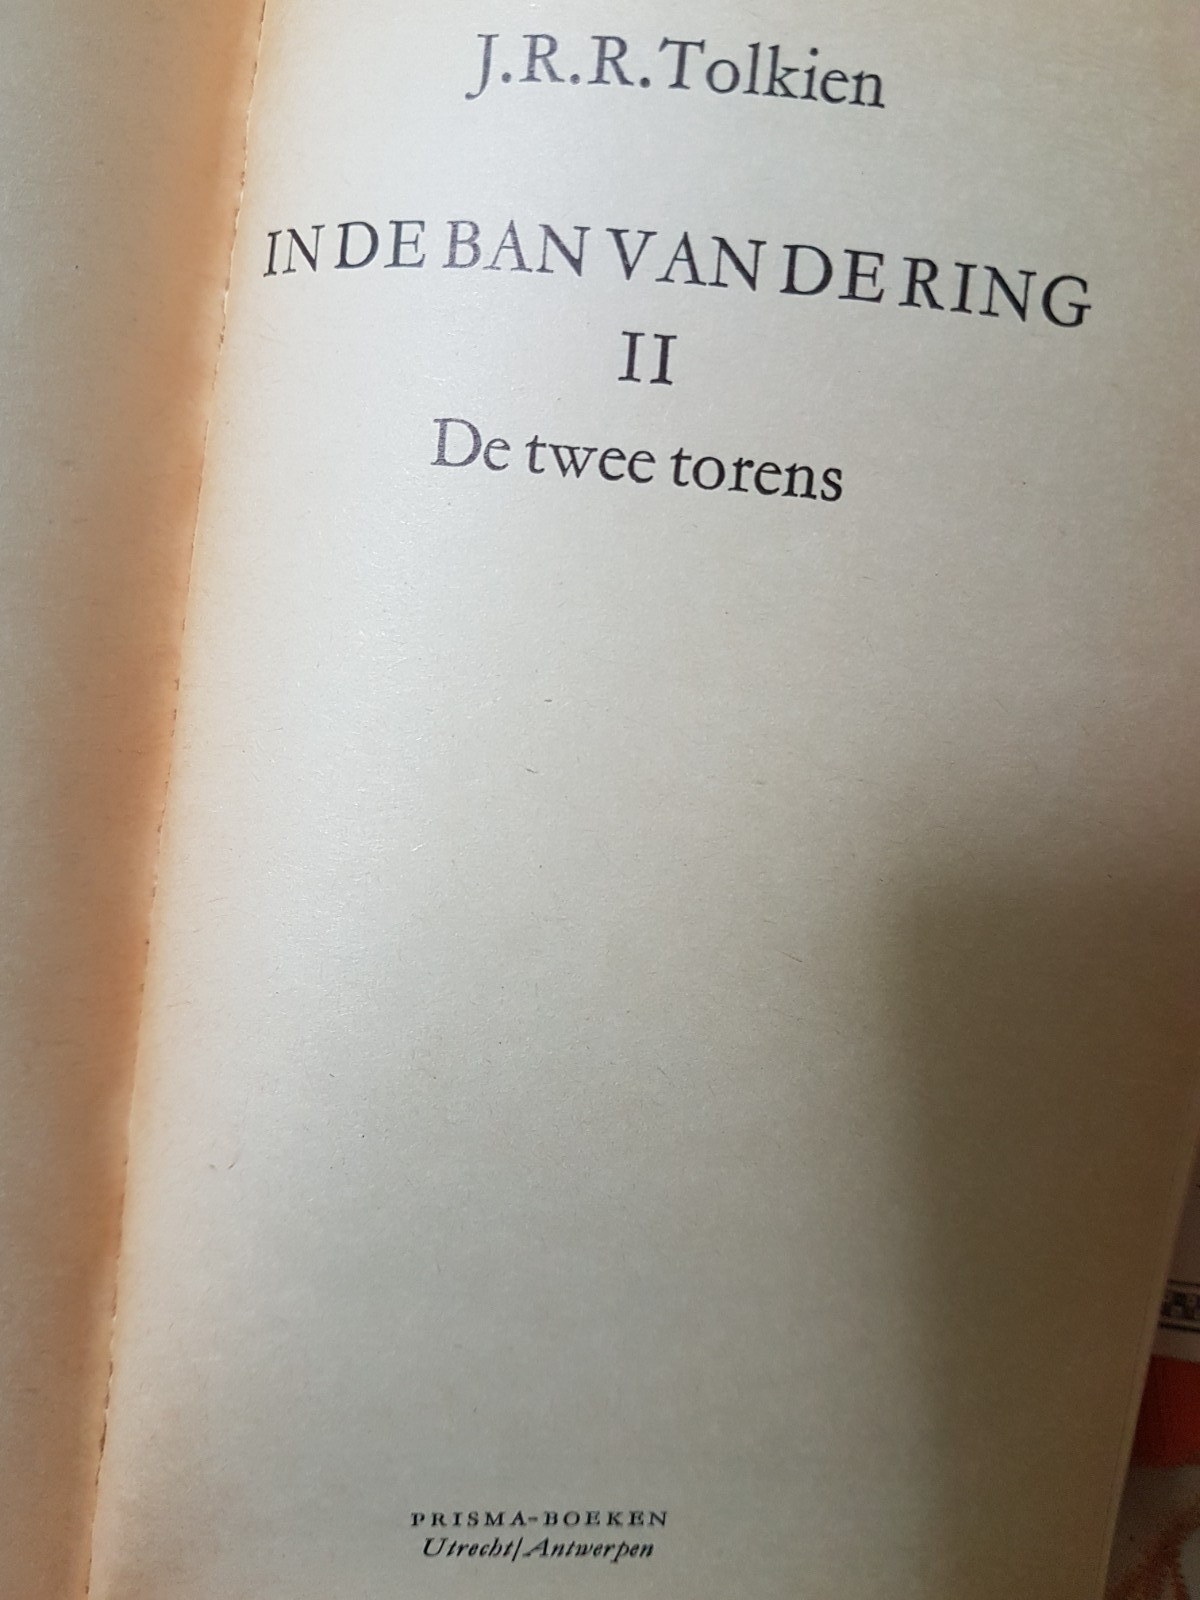 J.R.R. Tolkien
IN DE BAN VAN DE RING
II
De twee torens
PRISMA-BOEKEN
Utrecht/Antwerpen